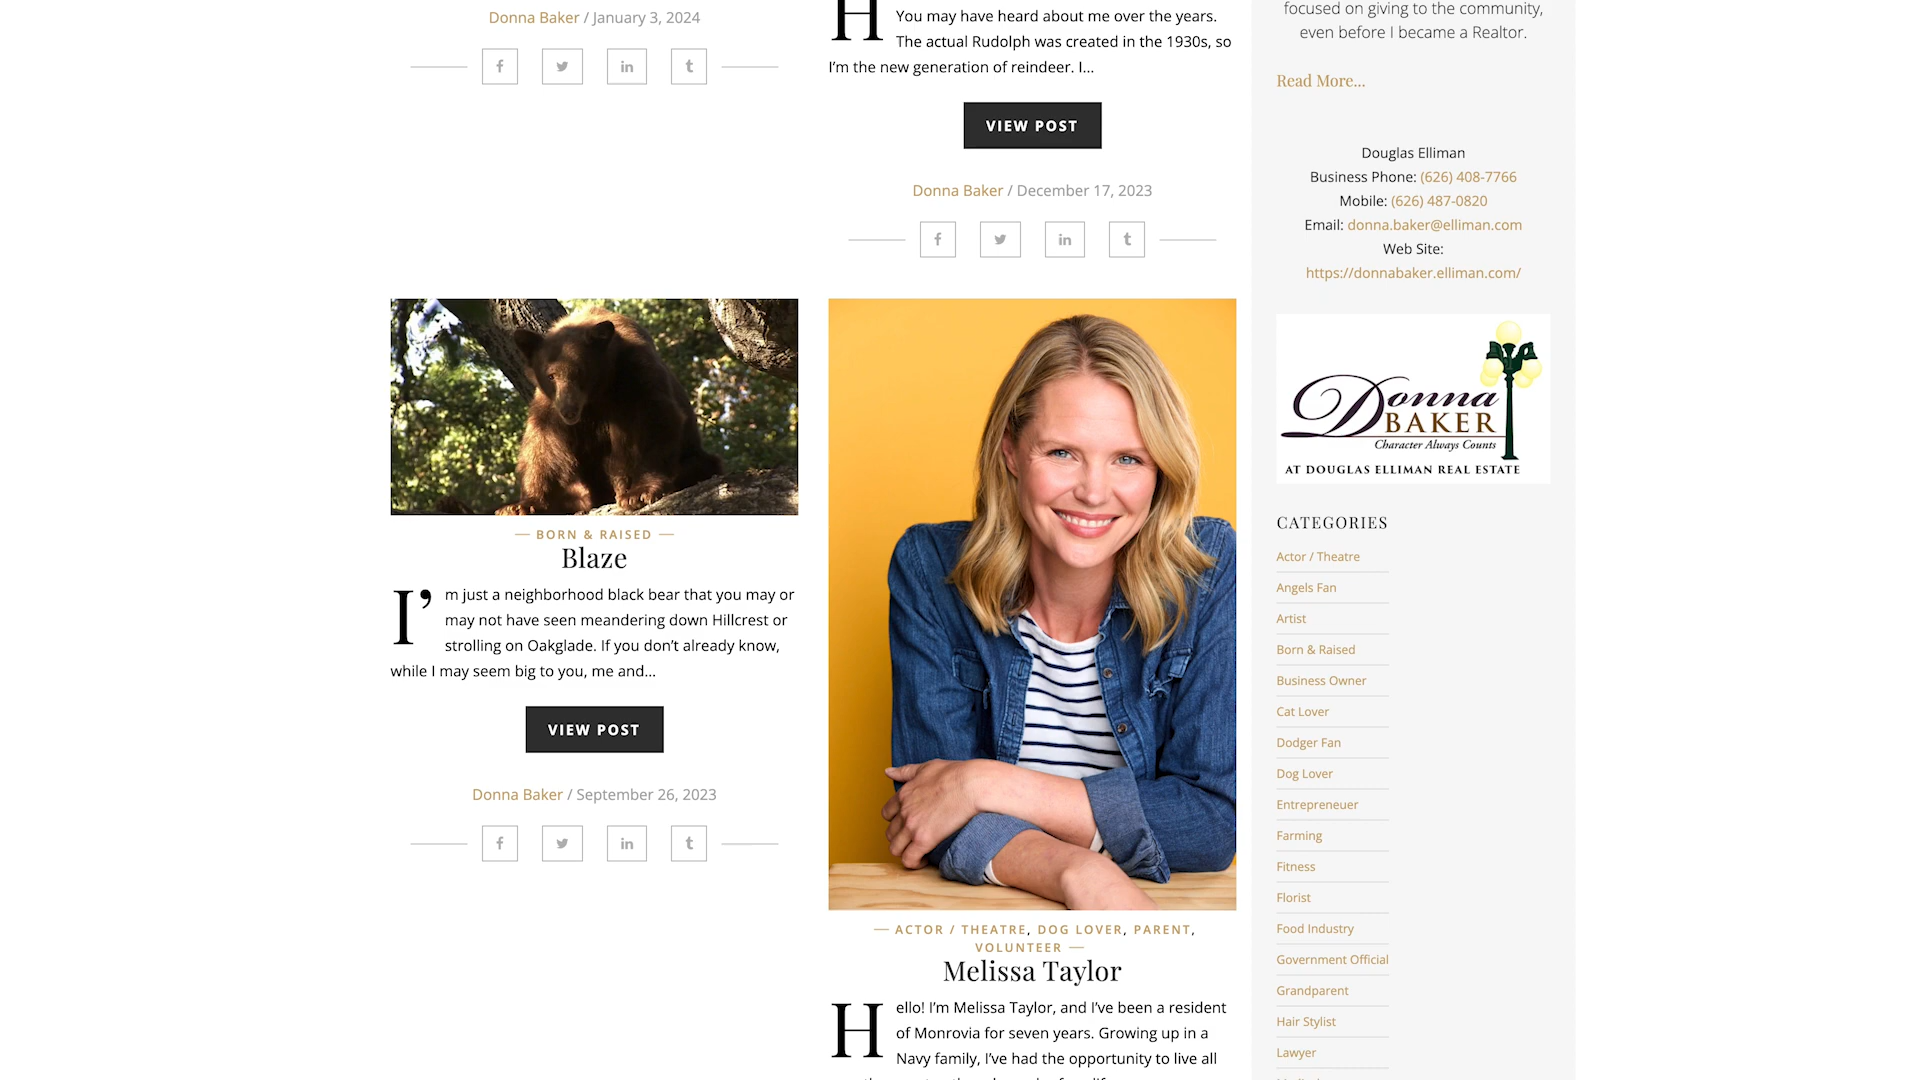 Donna Baker / January 3, 2024
H
You may have heard about me over the years.
The actual Rudolph was created in the 1930s, so
I’m the new generation of reindeer. I…
VIEW POST
Donna Baker / December 17, 2023
BORN & RAISED
Blaze
I’m just a neighborhood black bear that you may or
may not have seen meandering down Hillcrest or
strolling on Oakglade. If you don’t already know,
while I may seem big to you, me and…
VIEW POST
Donna Baker / September 26, 2023
ACTOR / THEATRE, DOG LOVER, PARENT,
VOLUNTEER
Melissa Taylor
Hello! I’m Melissa Taylor, and I’ve been a resident
of Monrovia for seven years. Growing up in a
Navy family, I’ve had the opportunity to live all
focused on giving to the community,
even before I became a Realtor.
Read More...
Douglas Elliman
Business Phone: (626) 408-7766
Mobile: (626) 487-0820
Email: donna.baker@elliman.com
Web Site:
https://donnabaker.elliman.com/
Donna
BAKER
Character Always Counts
AT DOUGLAS ELLIMAN REAL ESTATE
CATEGORIES
Actor / Theatre
Angels Fan
Artist
Born & Raised
Business Owner
Cat Lover
Dodger Fan
Dog Lover
Entrepreneuer
Farming
Fitness
Florist
Food Industry
Government Official
Grandparent
Hair Stylist
Lawyer